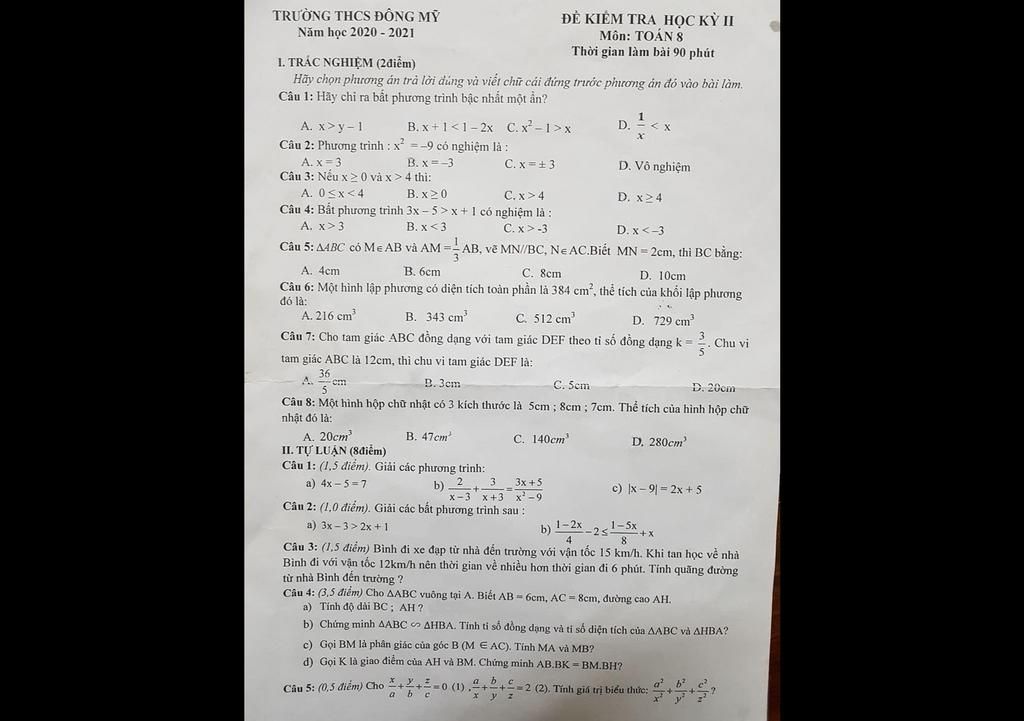 TRƯỜNG THCS ĐÔNG MỸ
Năm học 2020 - 2021
ĐỀ KIỂM TRA HỌC KỲ II
Môn: TOÁN 8
Thời gian làm bài 90 phút
I. TRẮC NGHIỆM (2điểm)
Hãy chọn phương án trả lời đúng và viết chữ cái đứng trước phương án đó vào bài làm.
Câu 1: Hãy chỉ ra bất phương trình bậc nhất một ẩn?
A. x > y – 1 B. x + 1 < 1 – 2x C. x² – 1 > x D. 1/x < x
Câu 2: Phương trình : x² = –9 có nghiệm là :
A. x = 3 B. x = –3 C. x = ± 3 D. Vô nghiệm
Câu 3: Nếu x ≥ 0 và x > 4 thì:
A. 0 ≤ x < 4 B. x ≥ 0 C. x > 4 D. x ≥ 4
Câu 4: Bất phương trình 3x – 5 > x + 1 có nghiệm là :
A. x > 3 B. x < 3 C. x > -3 D. x < –3
Câu 5: ΔABC có M∈AB và AM = 1/3 AB, vẽ MN//BC, N∈AC.Biết MN = 2cm, thì BC bằng:
A. 4cm B. 6cm C. 8cm D. 10cm
Câu 6: Một hình lập phương có diện tích toàn phần là 384 cm², thể tích của khối lập phương
đó là:
A. 216 cm³ B. 343 cm³ C. 512 cm³ D. 729 cm³
Câu 7: Cho tam giác ABC đồng dạng với tam giác DEF theo tỉ số đồng dạng k = 3/5. Chu vi
tam giác ABC là 12cm, thì chu vi tam giác DEF là:
A. 36/5 cm B. 3cm C. 5cm D. 20cm
Câu 8: Một hình hộp chữ nhật có 3 kích thước là 5cm ; 8cm ; 7cm. Thể tích của hình hộp chữ
nhật đó là:
A. 20cm³ B. 47cm³ C. 140cm³ D. 280cm³
II. TỰ LUẬN (8điểm)
Câu 1: (1,5 điểm). Giải các phương trình:
a) 4x – 5 = 7 b) 2/(x–3) + 3/(x+3) = (3x+5)/(x²–9) c) |x – 9| = 2x + 5
Câu 2: (1,0 điểm). Giải các bất phương trình sau :
a) 3x – 3 > 2x + 1 b) (1–2x)/4 – 2 ≤ (1–5x)/8 + x
Câu 3: (1,5 điểm) Bình đi xe đạp từ nhà đến trường với vận tốc 15 km/h. Khi tan học về nhà
Bình đi với vận tốc 12km/h nên thời gian về nhiều hơn thời gian đi 6 phút. Tính quãng đường
từ nhà Bình đến trường ?
Câu 4: (3,5 điểm) Cho ΔABC vuông tại A. Biết AB = 6cm, AC = 8cm, đường cao AH.
a) Tính độ dài BC ; AH ?
b) Chứng minh ΔABC ∽ ΔHBA. Tính tỉ số đồng dạng và tỉ số diện tích của ΔABC và ΔHBA?
c) Gọi BM là phân giác của góc B (M ∈ AC). Tính MA và MB?
d) Gọi K là giao điểm của AH và BM. Chứng minh AB.BK = BM.BH?
Câu 5: (0,5 điểm) Cho x/a + y/b + z/c = 0 (1) , a/x + b/y + c/z = 2 (2). Tính giá trị biểu thức: a²/x² + b²/y² + c²/z² ?